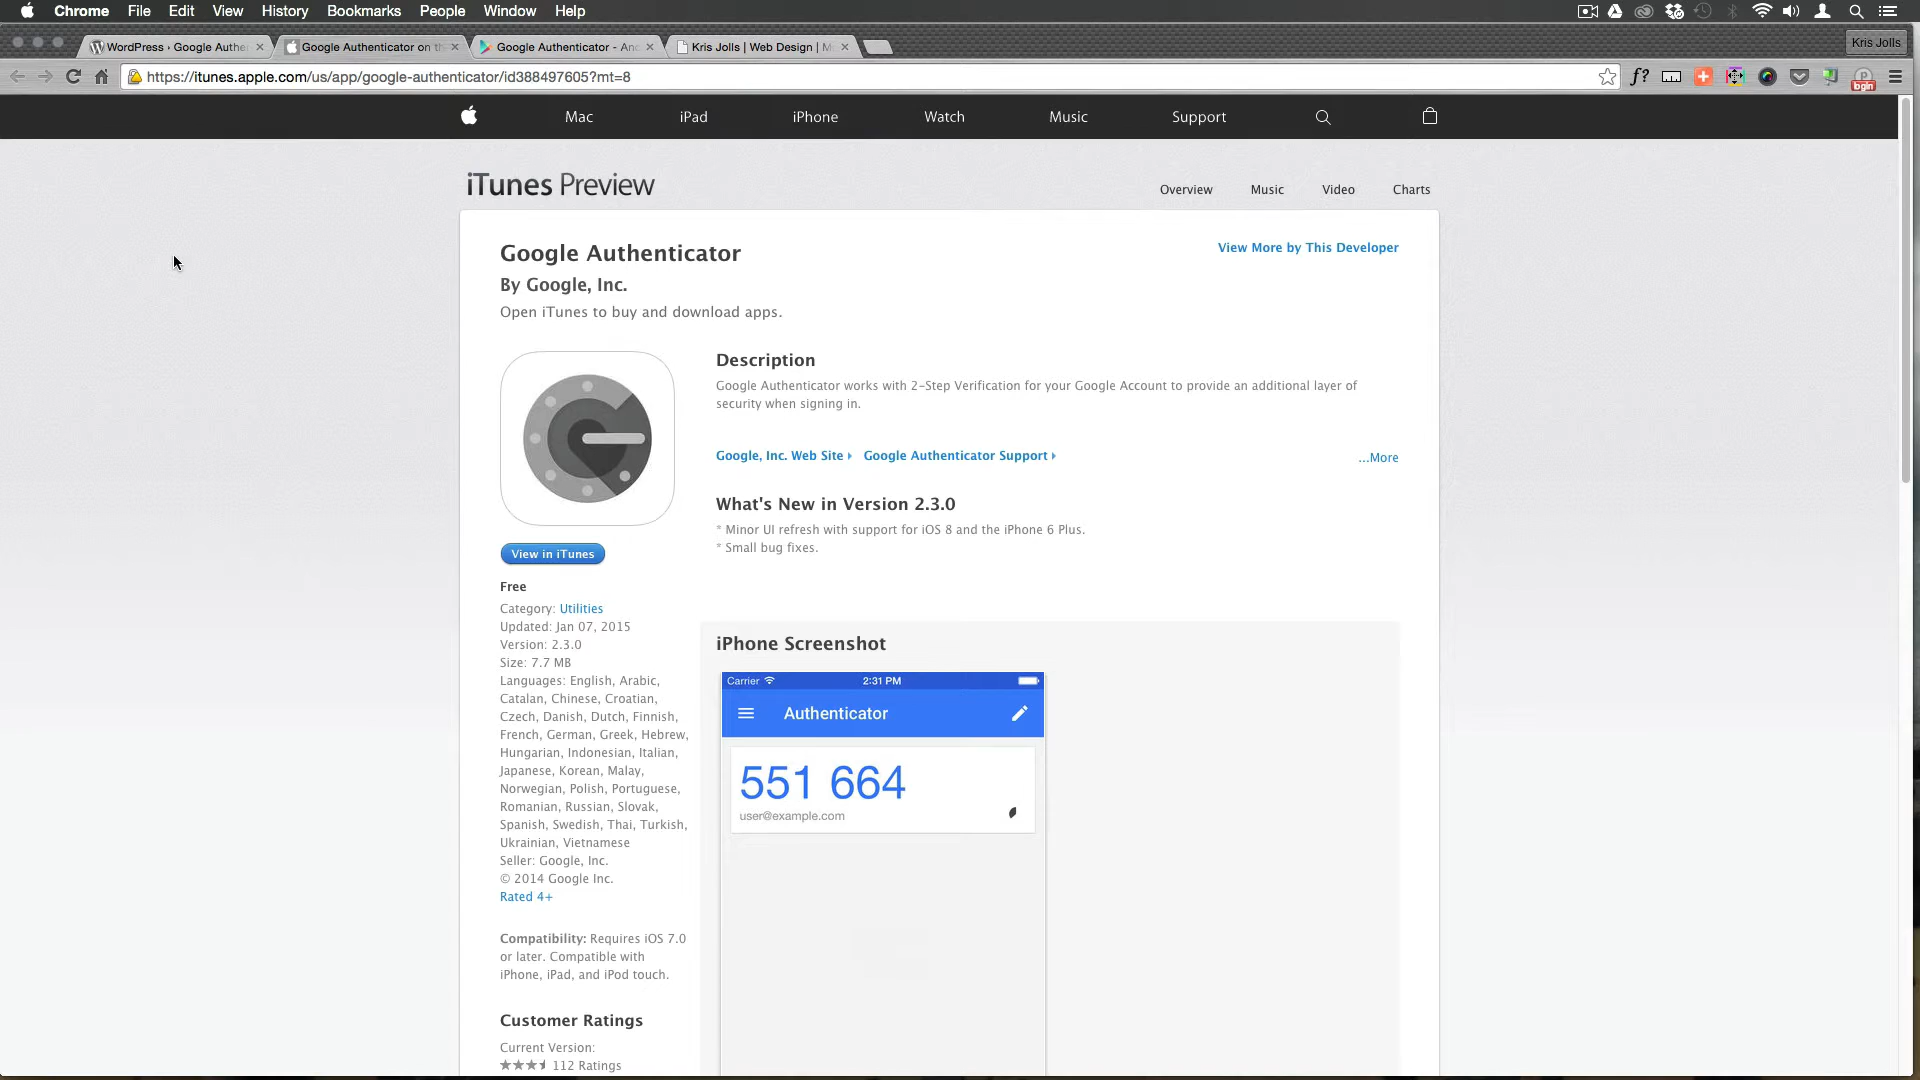 Chrome File Edit View History Bookmarks People Window Help
WordPress › Google Authe
Google Authenticator on th
Google Authenticator - An
Kris Jolls | Web Design | M
Kris Jolls
https://itunes.apple.com/us/app/google-authenticator/id388497605?mt=8
f?
bgin
Mac iPad iPhone Watch Music Support
iTunes Preview
Overview Music Video Charts
Google Authenticator
View More by This Developer
By Google, Inc.
Open iTunes to buy and download apps.
Description
Google Authenticator works with 2-Step Verification for your Google Account to provide an additional layer of
security when signing in.
Google, Inc. Web Site Google Authenticator Support
...More
What's New in Version 2.3.0
* Minor UI refresh with support for iOS 8 and the iPhone 6 Plus.
* Small bug fixes.
View in iTunes
Free
Category: Utilities
Updated: Jan 07, 2015
Version: 2.3.0
Size: 7.7 MB
Languages: English, Arabic,
Catalan, Chinese, Croatian,
Czech, Danish, Dutch, Finnish,
French, German, Greek, Hebrew,
Hungarian, Indonesian, Italian,
Japanese, Korean, Malay,
Norwegian, Polish, Portuguese,
Romanian, Russian, Slovak,
Spanish, Swedish, Thai, Turkish,
Ukrainian, Vietnamese
Seller: Google, Inc.
© 2014 Google Inc.
Rated 4+
Compatibility: Requires iOS 7.0
or later. Compatible with
iPhone, iPad, and iPod touch.
Customer Ratings
Current Version:
112 Ratings
iPhone Screenshot
Carrier 2:31 PM
Authenticator
551 664
user@example.com